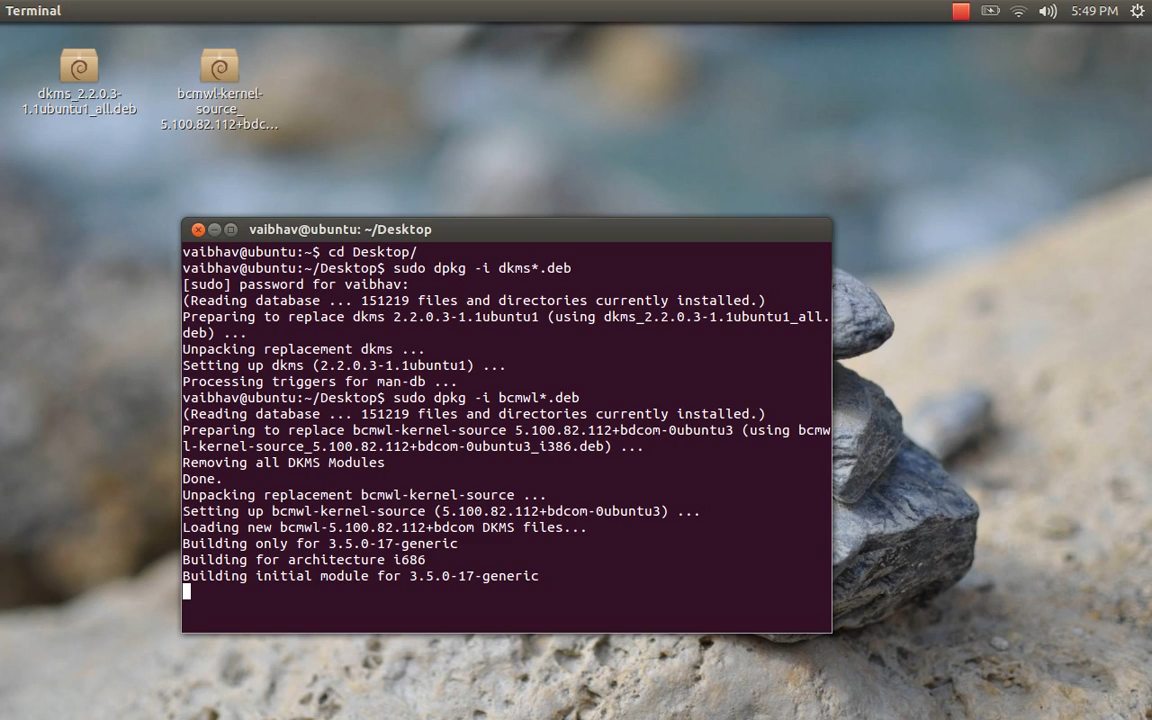 Terminal
5:49 PM
dkms_2.2.0.3-
1.1ubuntu1_all.deb
bcmwl-kernel-
source_
5.100.82.112+bdc...
vaibhav@ubuntu: ~/Desktop
vaibhav@ubuntu:~$ cd Desktop/
vaibhav@ubuntu:~/Desktop$ sudo dpkg -i dkms*.deb
[sudo] password for vaibhav:
(Reading database ... 151219 files and directories currently installed.)
Preparing to replace dkms 2.2.0.3-1.1ubuntu1 (using dkms_2.2.0.3-1.1ubuntu1_all.
deb) ...
Unpacking replacement dkms ...
Setting up dkms (2.2.0.3-1.1ubuntu1) ...
Processing triggers for man-db ...
vaibhav@ubuntu:~/Desktop$ sudo dpkg -i bcmwl*.deb
(Reading database ... 151219 files and directories currently installed.)
Preparing to replace bcmwl-kernel-source 5.100.82.112+bdcom-0ubuntu3 (using bcmw
l-kernel-source_5.100.82.112+bdcom-0ubuntu3_i386.deb) ...
Removing all DKMS Modules
Done.
Unpacking replacement bcmwl-kernel-source ...
Setting up bcmwl-kernel-source (5.100.82.112+bdcom-0ubuntu3) ...
Loading new bcmwl-5.100.82.112+bdcom DKMS files...
Building only for 3.5.0-17-generic
Building for architecture i686
Building initial module for 3.5.0-17-generic